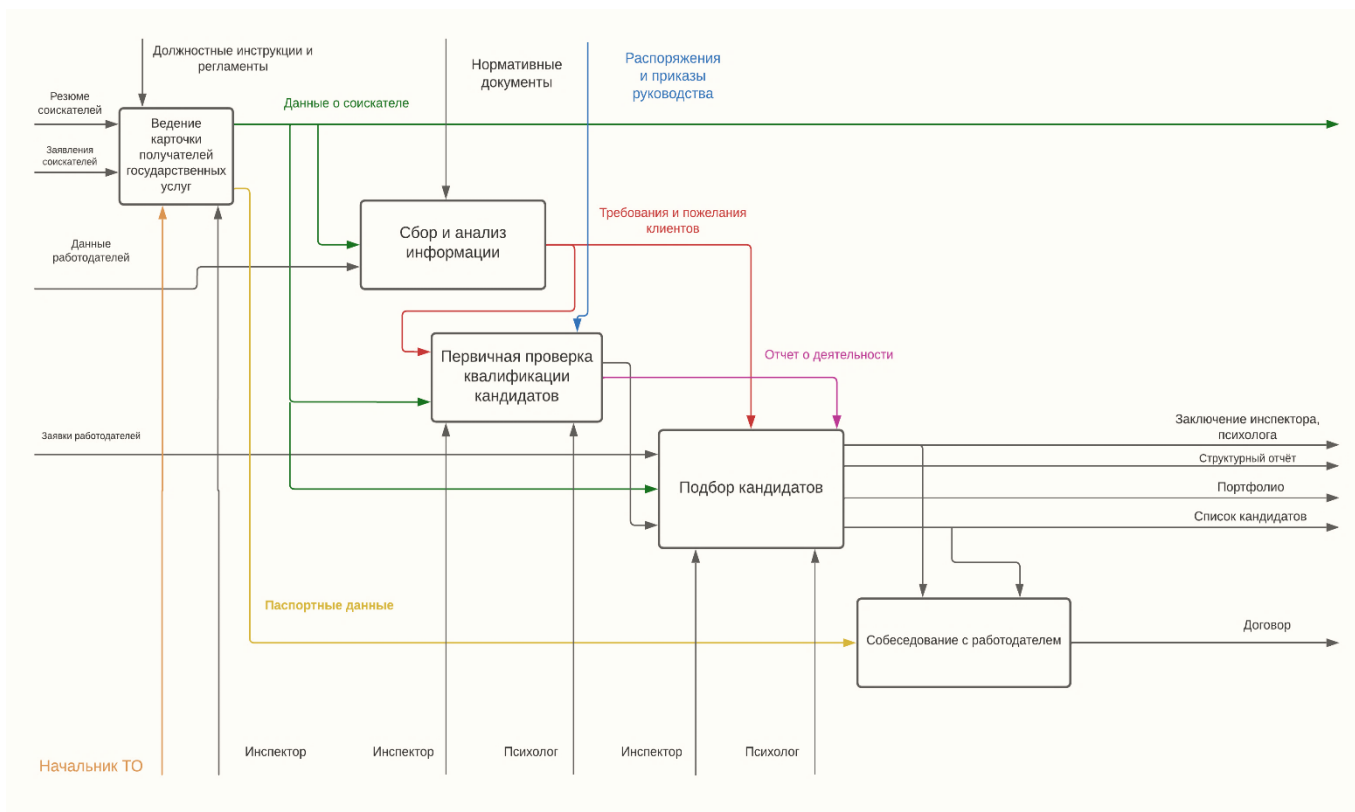 Должностные инструкции и
регламенты
Нормативные
документы
Распоряжения
и приказы
руководства
Резюме
соискателей
Данные о соискателе
Ведение
карточки
получателей
государственных
услуг
Заявления
соискателей
Требования и пожелания
клиентов
Данные
работодателей
Сбор и анализ
информации
Первичная проверка
квалификации
кандидатов
Отчет о деятельности
Заявки работодателей
Заключение инспектора,
психолога
Структурный отчёт
Подбор кандидатов
Портфолио
Список кандидатов
Паспортные данные
Собеседование с работодателем
Договор
Начальник ТО
Инспектор
Инспектор
Психолог
Инспектор
Психолог